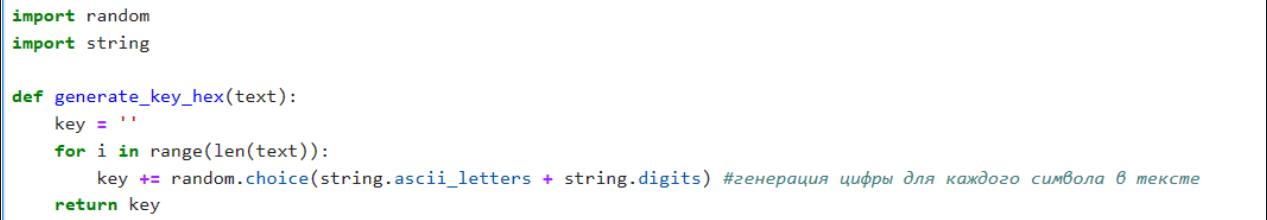 import random
import string
def generate_key_hex(text):
key = ''
for i in range(len(text)):
key += random.choice(string.ascii_letters + string.digits) #генерация цифры для каждого символа в тексте
return key